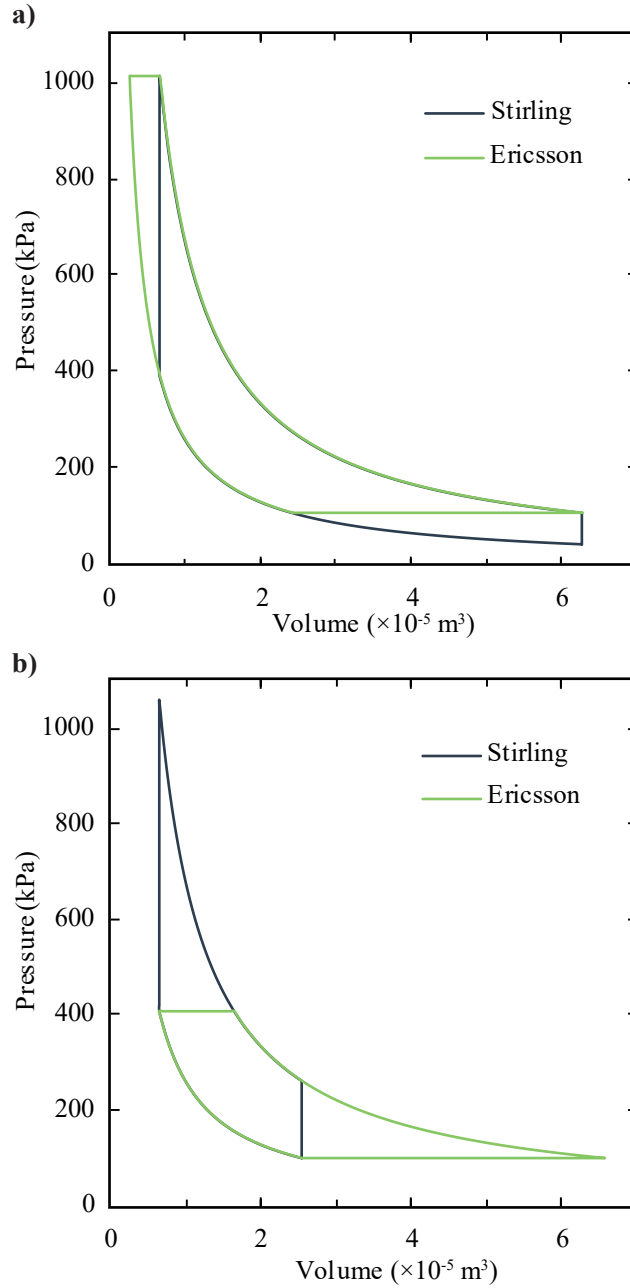 a)
1000
800
600
400
200
0
Pressure (kPa)
Stirling
Ericsson
0 2 4 6
Volume (×10⁻⁵ m³)
b)
1000
800
600
400
200
0
Pressure (kPa)
Stirling
Ericsson
0 2 4 6
Volume (×10⁻⁵ m³)